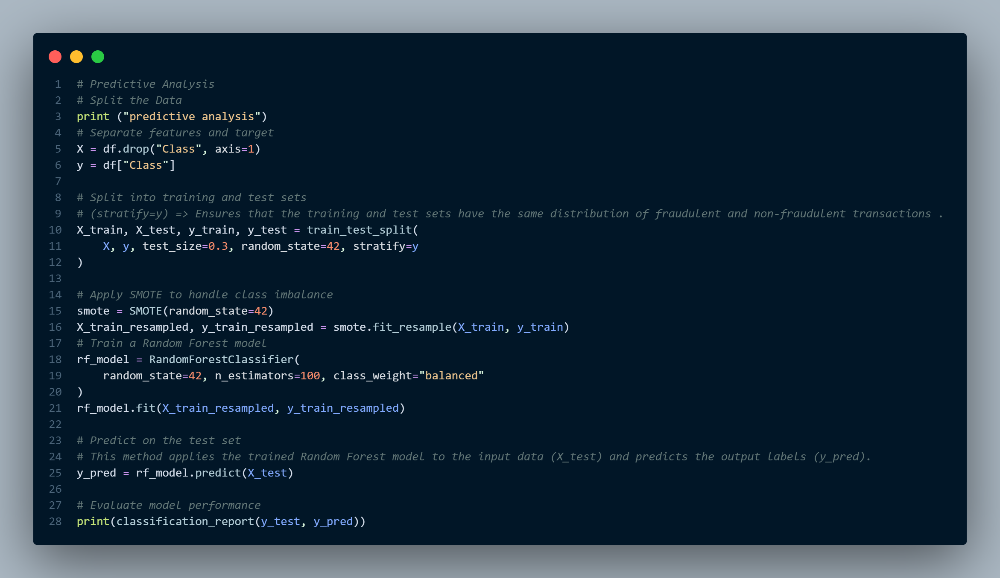 1 # Predictive Analysis
2 # Split the Data
3 print ("predictive analysis")
4 # Separate features and target
5 X = df.drop("Class", axis=1)
6 y = df["Class"]
7
8 # Split into training and test sets
9 # (stratify=y) => Ensures that the training and test sets have the same distribution of fraudulent and non-fraudulent transactions .
10 X_train, X_test, y_train, y_test = train_test_split(
11     X, y, test_size=0.3, random_state=42, stratify=y
12 )
13
14 # Apply SMOTE to handle class imbalance
15 smote = SMOTE(random_state=42)
16 X_train_resampled, y_train_resampled = smote.fit_resample(X_train, y_train)
17 # Train a Random Forest model
18 rf_model = RandomForestClassifier(
19     random_state=42, n_estimators=100, class_weight="balanced"
20 )
21 rf_model.fit(X_train_resampled, y_train_resampled)
22
23 # Predict on the test set
24 # This method applies the trained Random Forest model to the input data (X_test) and predicts the output labels (y_pred).
25 y_pred = rf_model.predict(X_test)
26
27 # Evaluate model performance
28 print(classification_report(y_test, y_pred))